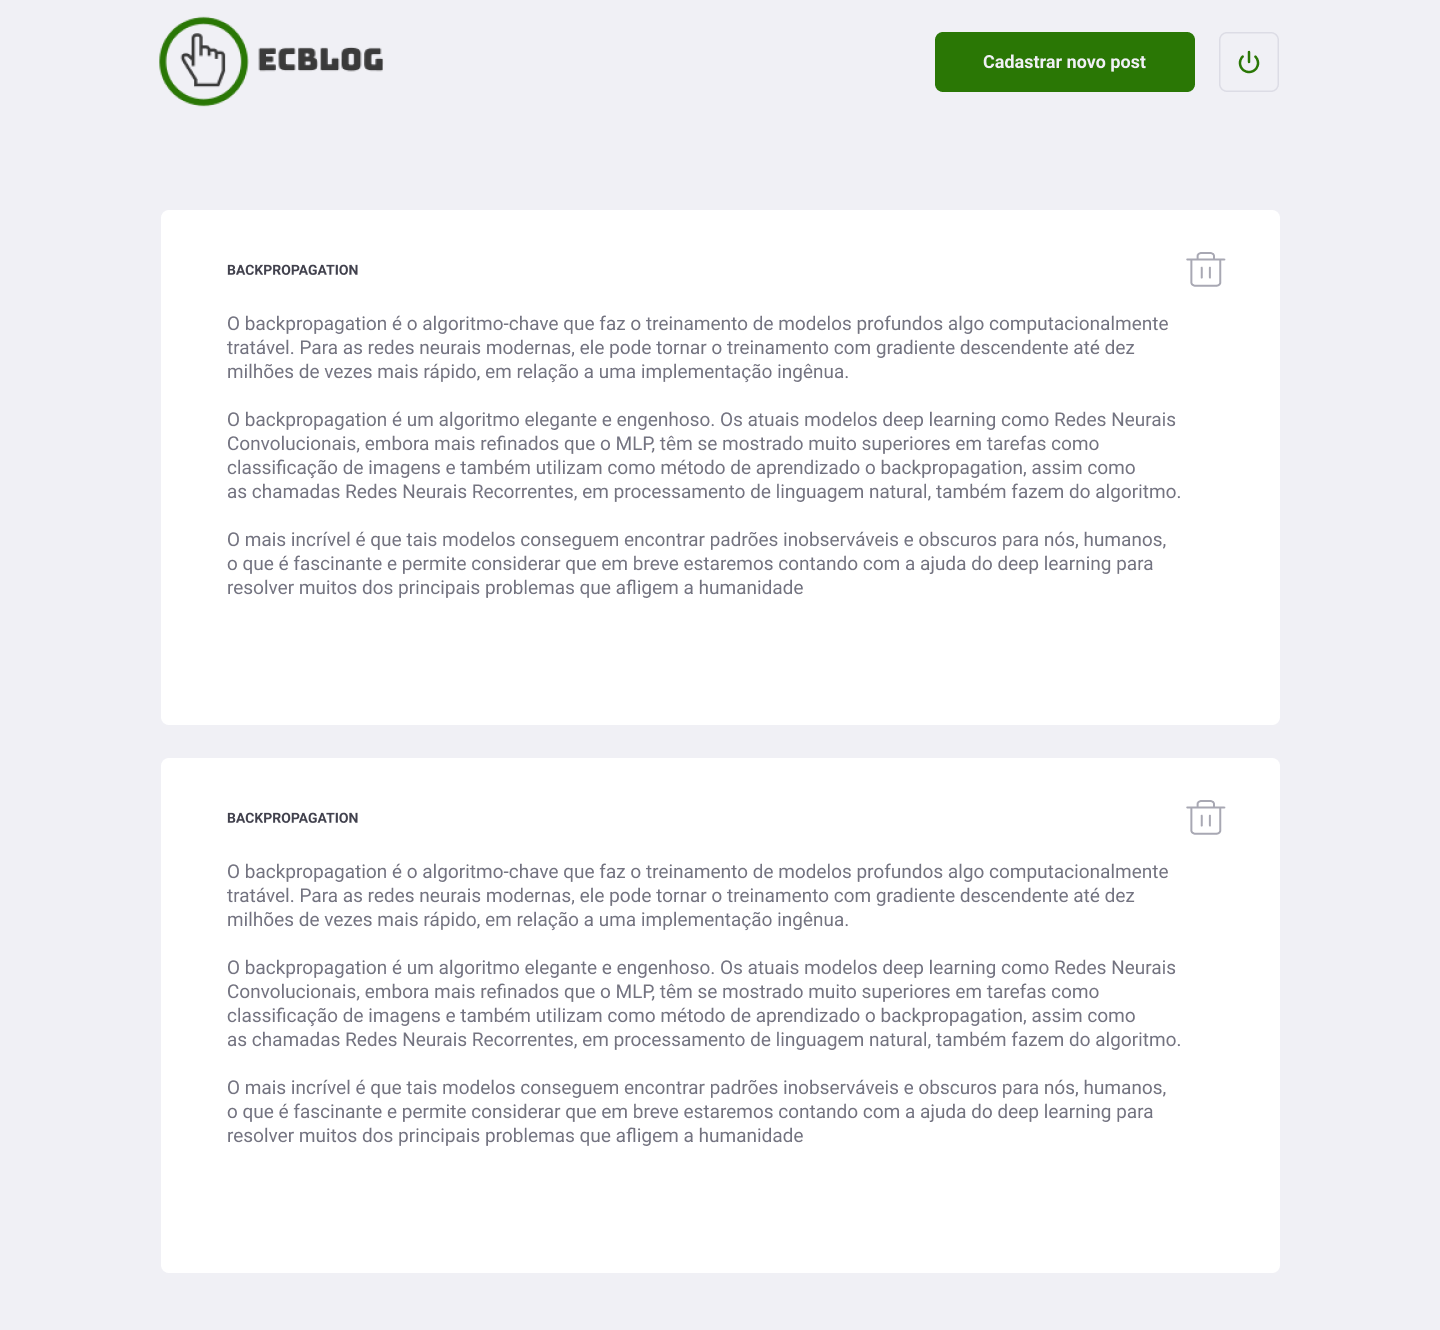 ECBLOG
Cadastrar novo post
BACKPROPAGATION
O backpropagation é o algoritmo-chave que faz o treinamento de modelos profundos algo computacionalmente
tratável. Para as redes neurais modernas, ele pode tornar o treinamento com gradiente descendente até dez
milhões de vezes mais rápido, em relação a uma implementação ingênua.
O backpropagation é um algoritmo elegante e engenhoso. Os atuais modelos deep learning como Redes Neurais
Convolucionais, embora mais refinados que o MLP, têm se mostrado muito superiores em tarefas como
classificação de imagens e também utilizam como método de aprendizado o backpropagation, assim como
as chamadas Redes Neurais Recorrentes, em processamento de linguagem natural, também fazem do algoritmo.
O mais incrível é que tais modelos conseguem encontrar padrões inobserváveis e obscuros para nós, humanos,
o que é fascinante e permite considerar que em breve estaremos contando com a ajuda do deep learning para
resolver muitos dos principais problemas que afligem a humanidade
BACKPROPAGATION
O backpropagation é o algoritmo-chave que faz o treinamento de modelos profundos algo computacionalmente
tratável. Para as redes neurais modernas, ele pode tornar o treinamento com gradiente descendente até dez
milhões de vezes mais rápido, em relação a uma implementação ingênua.
O backpropagation é um algoritmo elegante e engenhoso. Os atuais modelos deep learning como Redes Neurais
Convolucionais, embora mais refinados que o MLP, têm se mostrado muito superiores em tarefas como
classificação de imagens e também utilizam como método de aprendizado o backpropagation, assim como
as chamadas Redes Neurais Recorrentes, em processamento de linguagem natural, também fazem do algoritmo.
O mais incrível é que tais modelos conseguem encontrar padrões inobserváveis e obscuros para nós, humanos,
o que é fascinante e permite considerar que em breve estaremos contando com a ajuda do deep learning para
resolver muitos dos principais problemas que afligem a humanidade